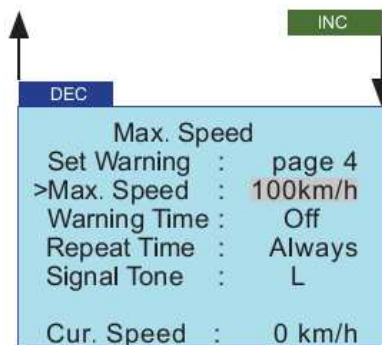 INC
DEC
Max. Speed
Set Warning : page 4
>Max. Speed : 100km/h
Warning Time : Off
Repeat Time : Always
Signal Tone : L
Cur. Speed : 0 km/h